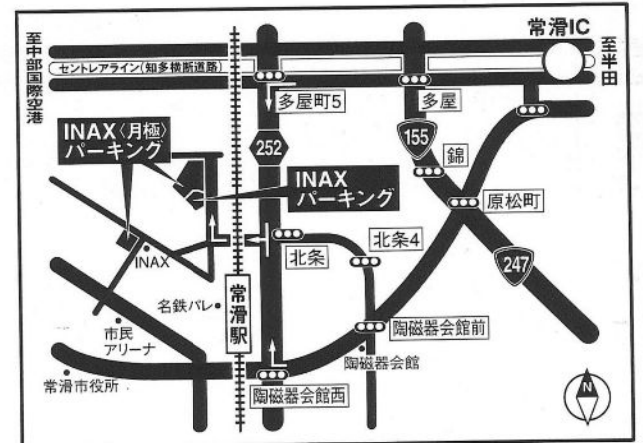 常滑IC
至中部国際空港
至半田
セントレアライン(知多横断道路)
多屋町5
多屋
INAX〈月極〉
パーキング
252
155
錦
INAX
パーキング
原松町
北条
北条4
247
INAX
名鉄パレ
常滑駅
市民
アリーナ
陶磁器会館前
陶磁器会館
常滑市役所
陶磁器会館西
N